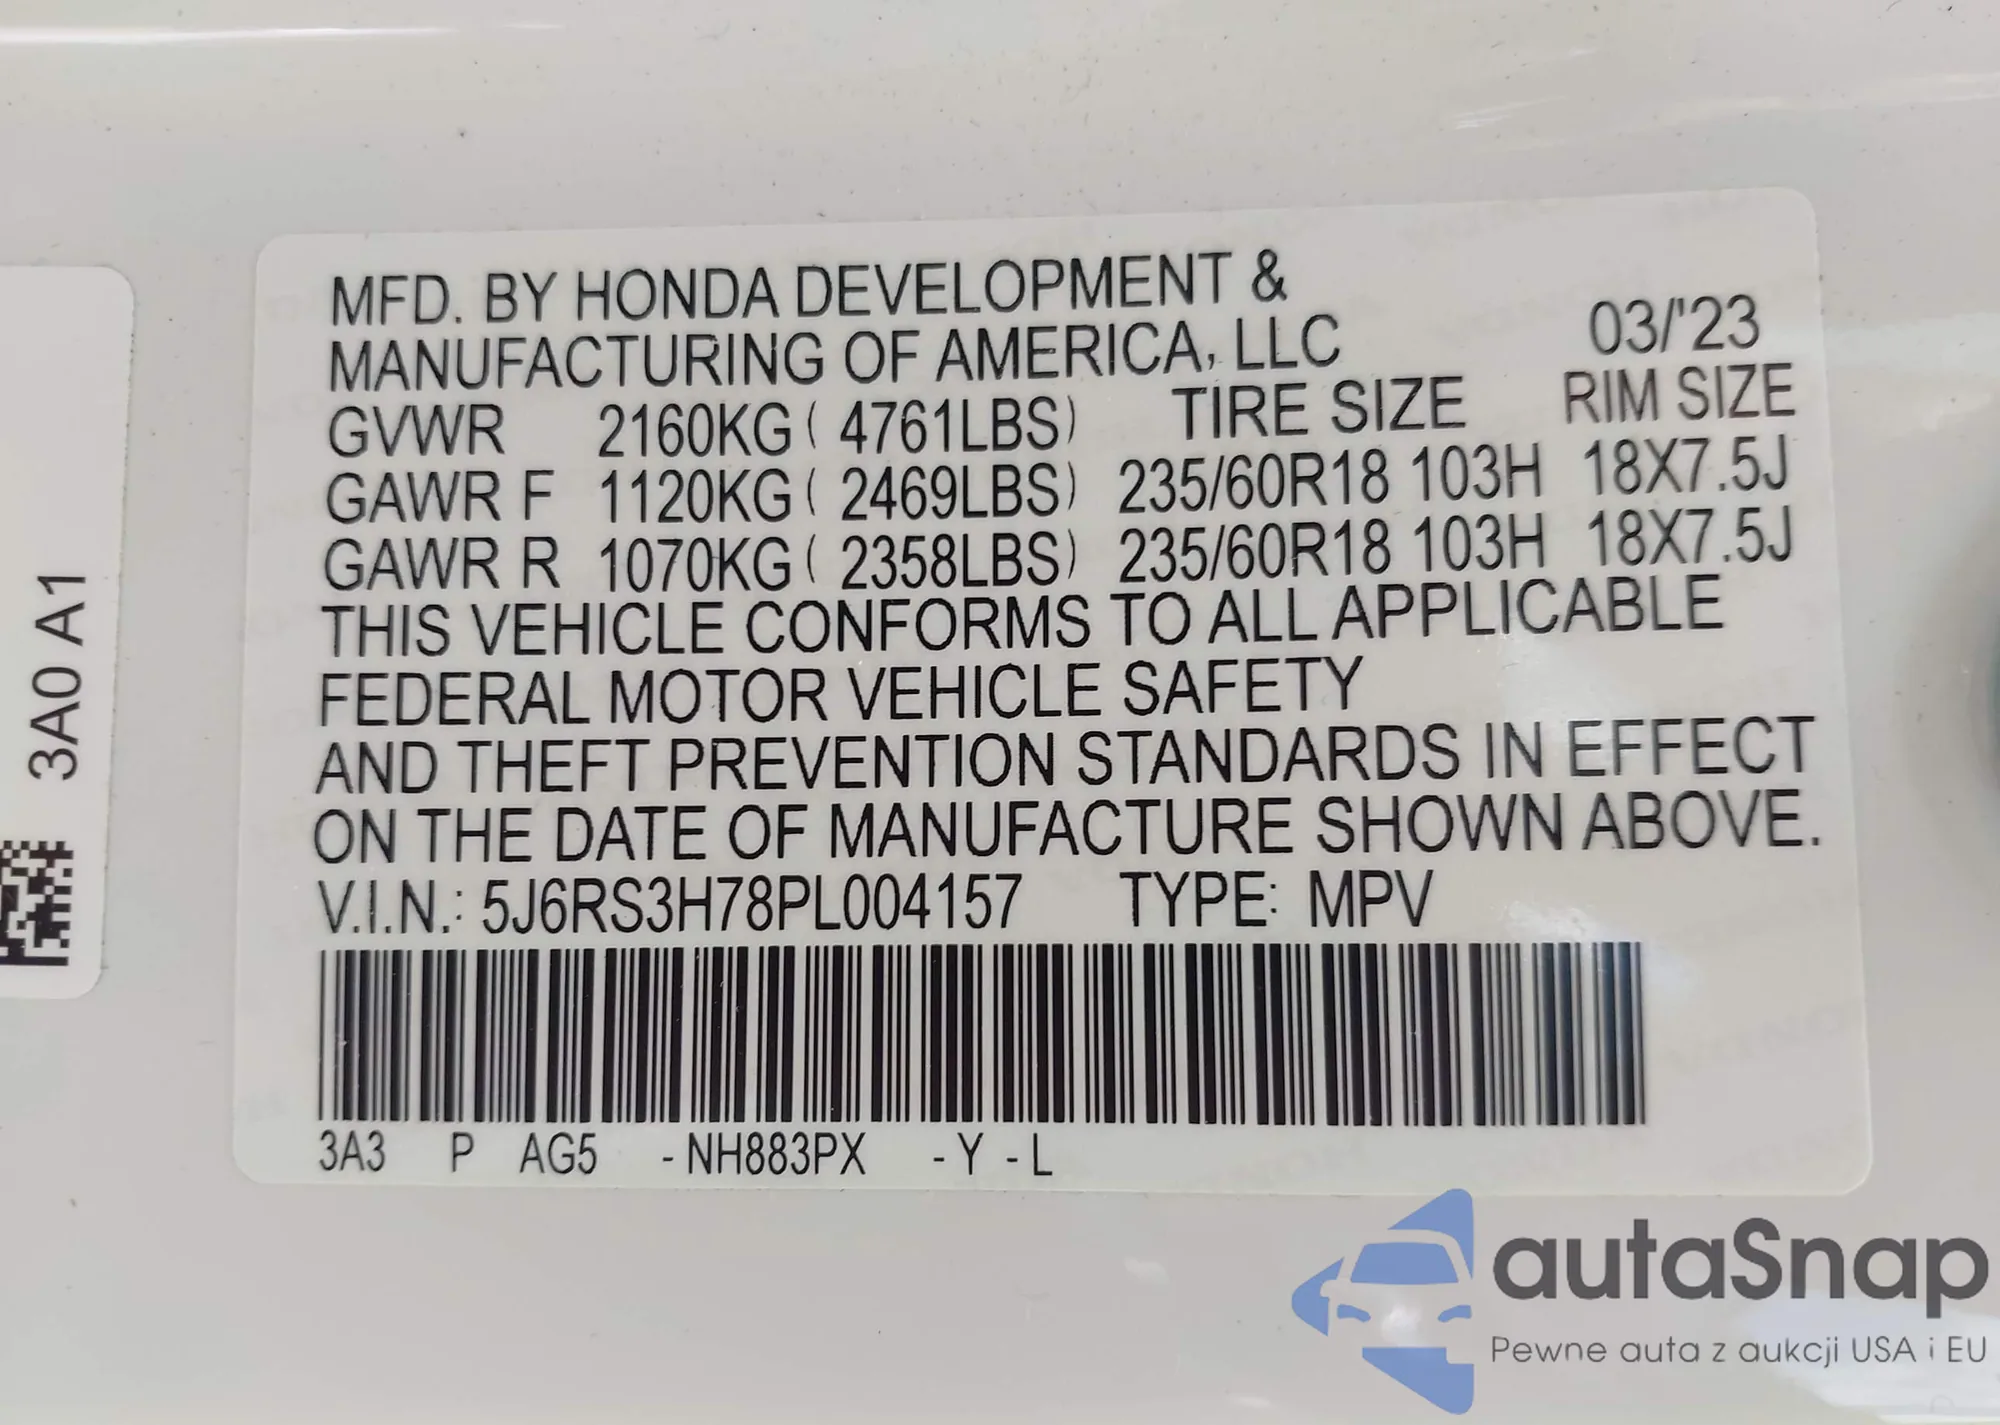 MFD. BY HONDA DEVELOPMENT &
MANUFACTURING OF AMERICA, LLC 03/'23
GVWR 2160KG ( 4761LBS) TIRE SIZE RIM SIZE
GAWR F 1120KG ( 2469LBS) 235/60R18 103H 18X7.5J
GAWR R 1070KG ( 2358LBS) 235/60R18 103H 18X7.5J
THIS VEHICLE CONFORMS TO ALL APPLICABLE
FEDERAL MOTOR VEHICLE SAFETY
AND THEFT PREVENTION STANDARDS IN EFFECT
ON THE DATE OF MANUFACTURE SHOWN ABOVE.
V.I.N.: 5J6RS3H78PL004157 TYPE: MPV
3A3 P AG5 - NH883PX - Y - L
3A0 A1
autaSnap
Pewne auta z aukcji USA i EU